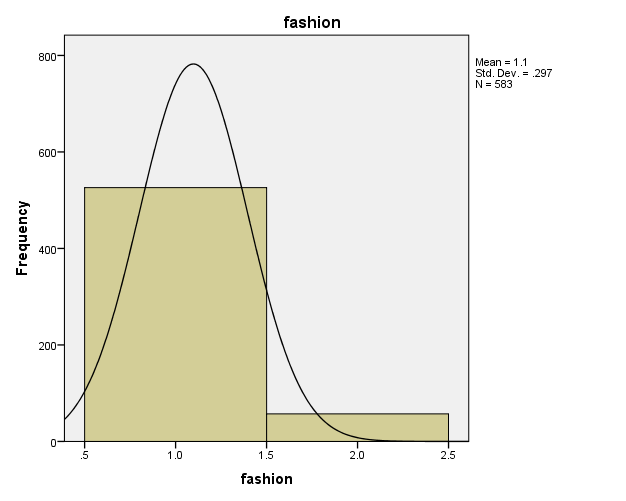 fashion
Mean = 1.1
Std. Dev. = .297
N = 583
800
600
400
200
0
Frequency
.5 1.0 1.5 2.0 2.5
fashion